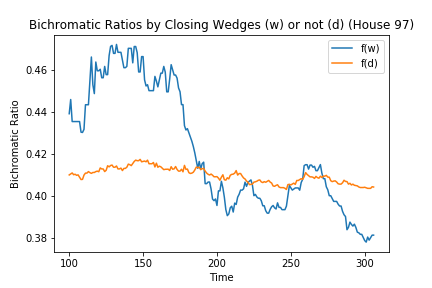 Bichromatic Ratios by Closing Wedges (w) or not (d) (House 97)
f(w)
f(d)
Bichromatic Ratio
0.46
0.44
0.42
0.40
0.38
100
150
200
250
300
Time